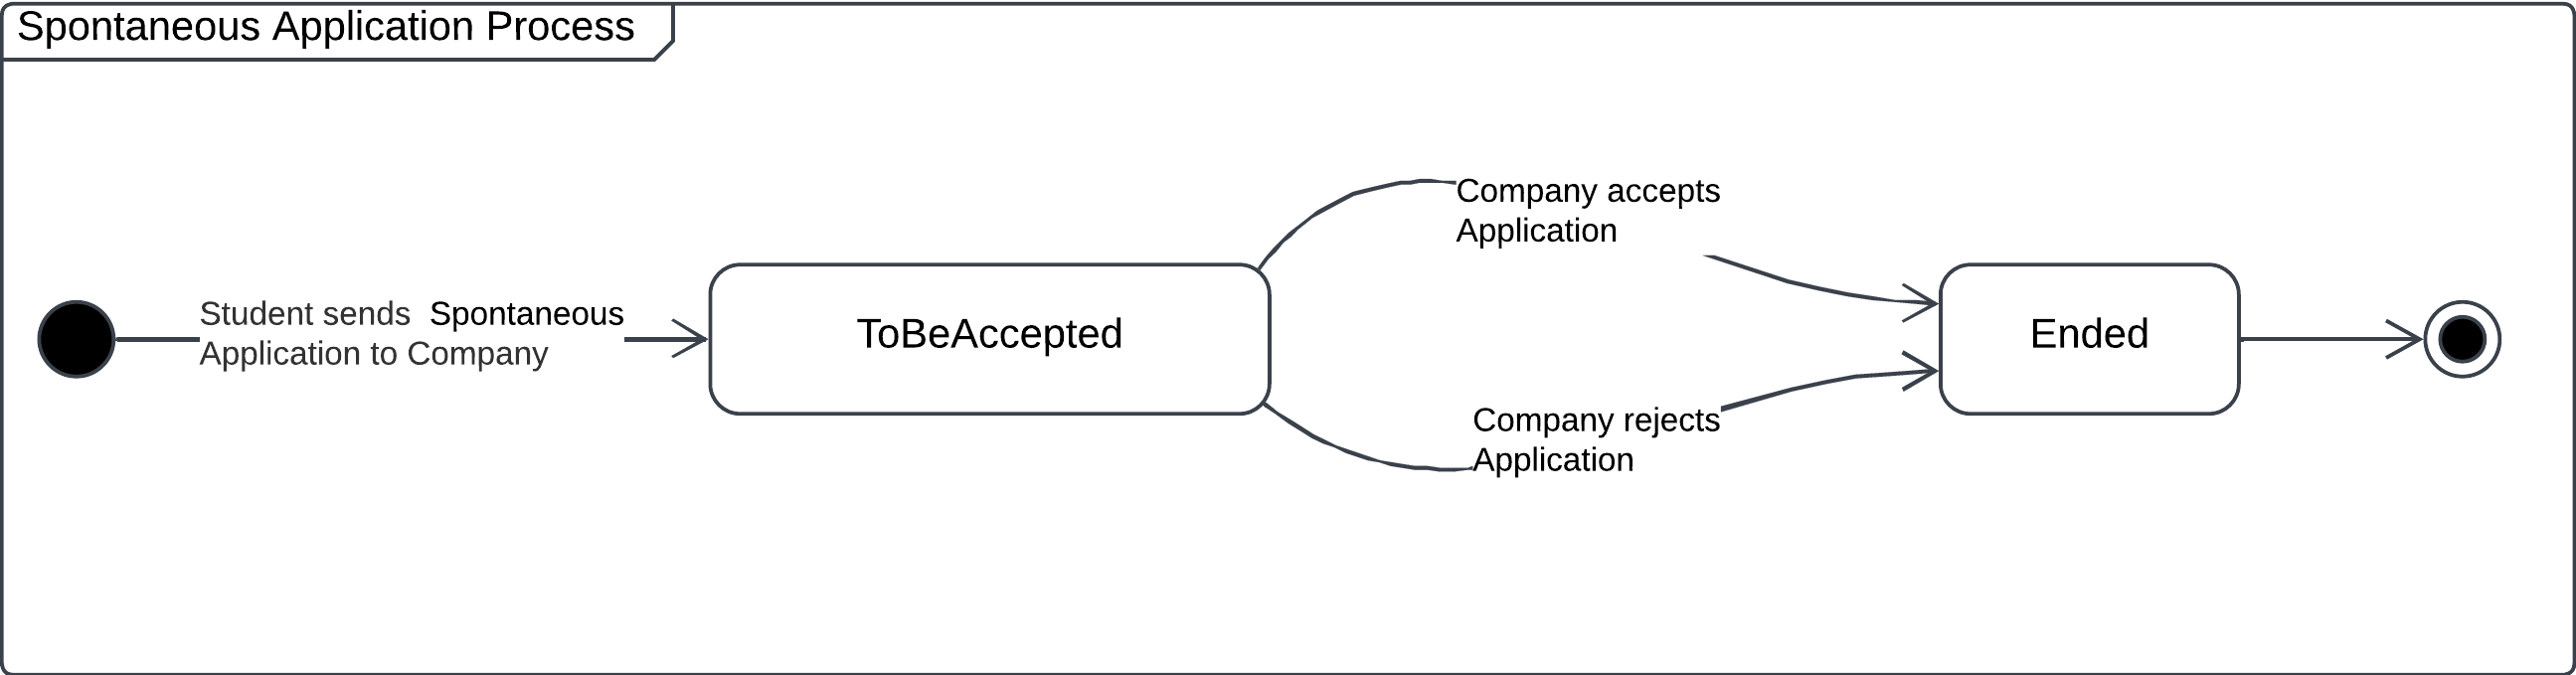 Spontaneous Application Process
Student sends  Spontaneous
Application to Company
ToBeAccepted
Company accepts
Application
Company rejects
Application
Ended